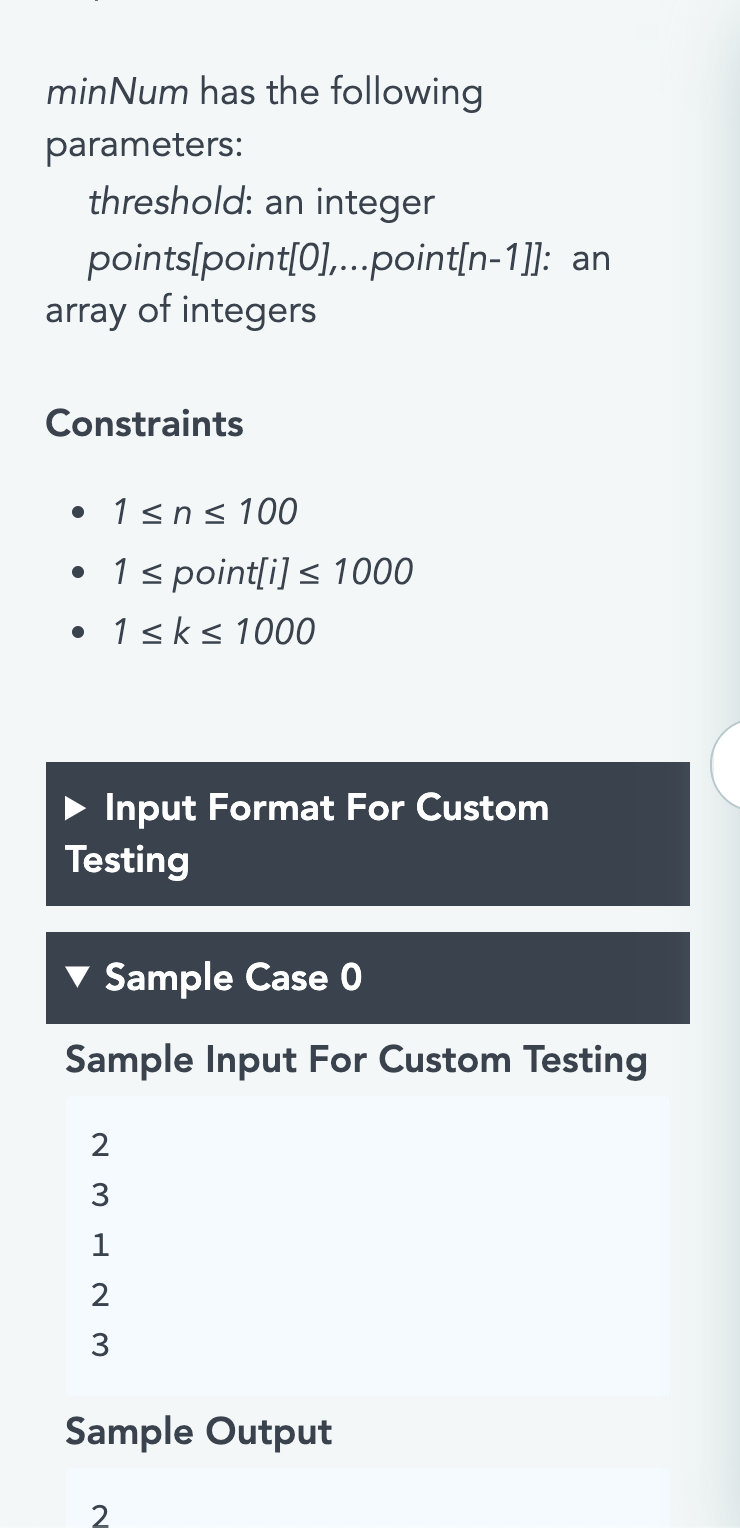 minNum has the following
parameters:
threshold: an integer
points[point[0],...point[n-1]]: an
array of integers
Constraints
• 1 ≤ n ≤ 100
• 1 ≤ point[i] ≤ 1000
• 1 ≤ k ≤ 1000
▶ Input Format For Custom
Testing
▼ Sample Case 0
Sample Input For Custom Testing
2
3
1
2
3
Sample Output
2